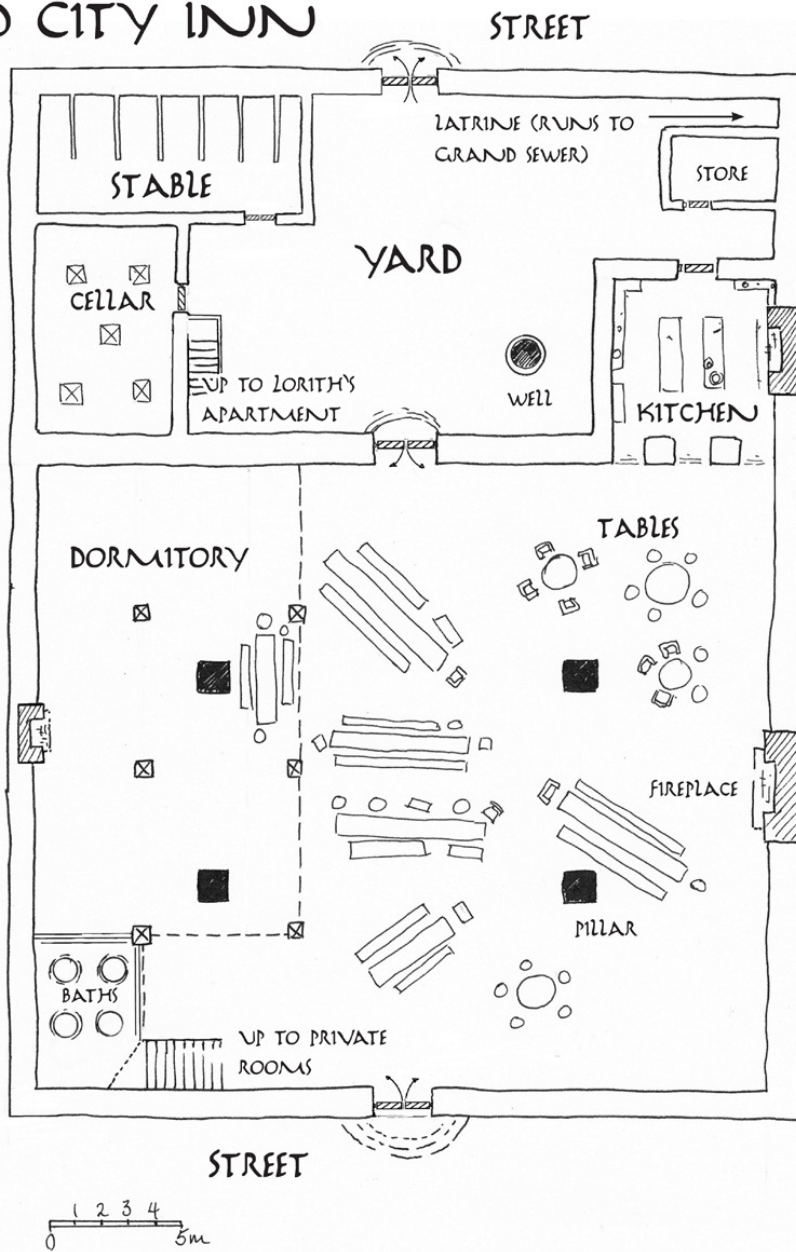 CITY INN
STREET
LATRINE (RUNS TO
GRAND SEWER)
STORE
STABLE
YARD
CELLAR
UP TO LORITH'S
APARTMENT
WELL
KITCHEN
TABLES
DORMITORY
FIREPLACE
PILLAR
BATHS
UP TO PRIVATE
ROOMS
STREET
1 2 3 4
0 5m